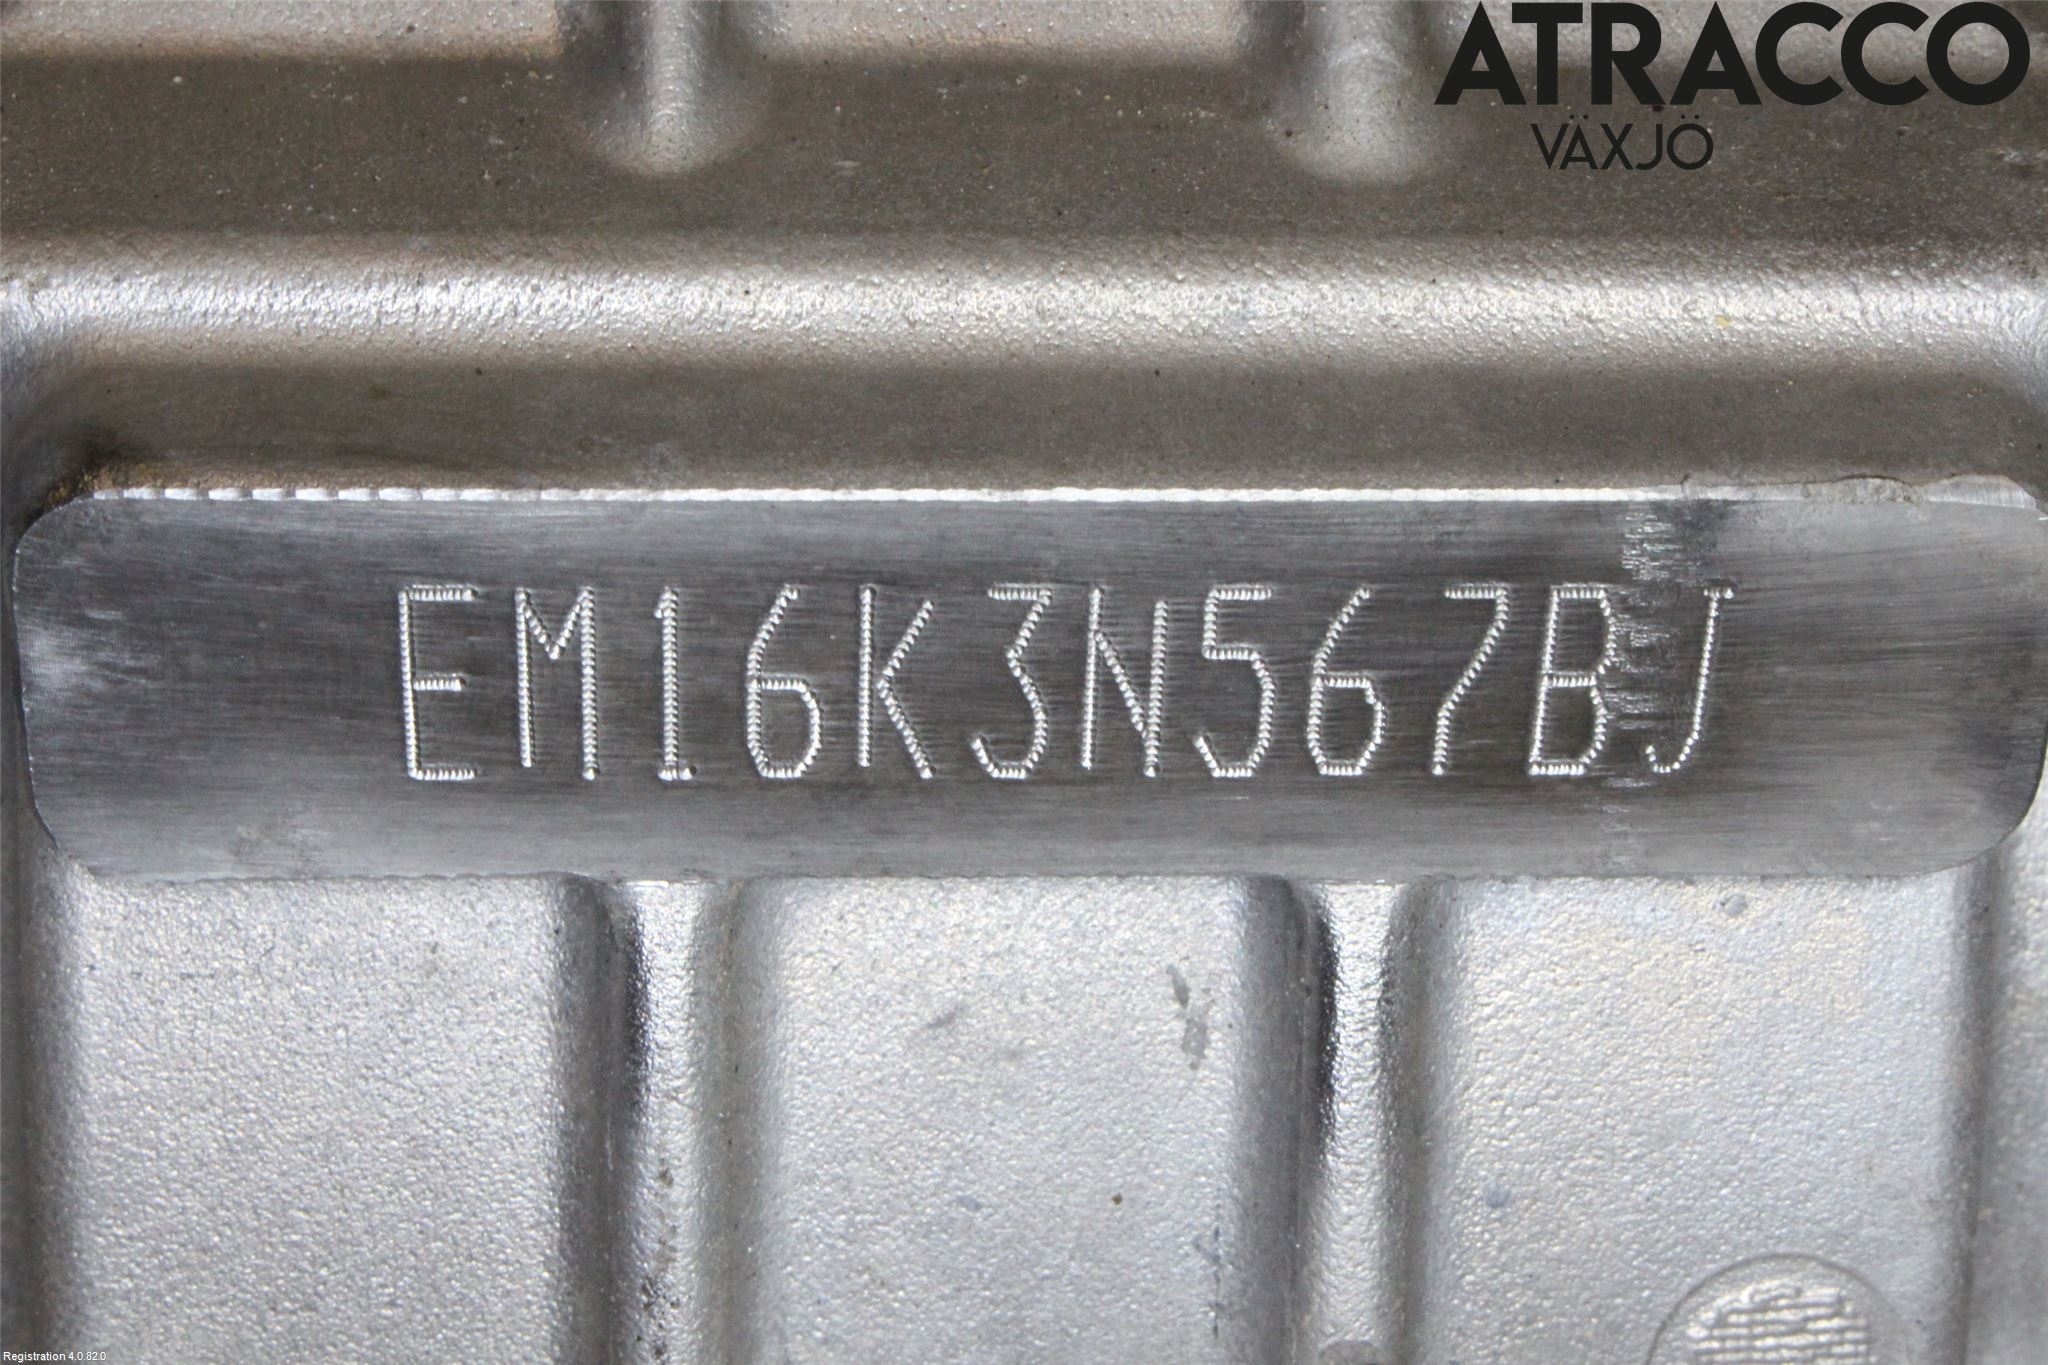 ATRACCO
VÄXJÖ
EM16K3N567BJ
Registration 4.0.82.0